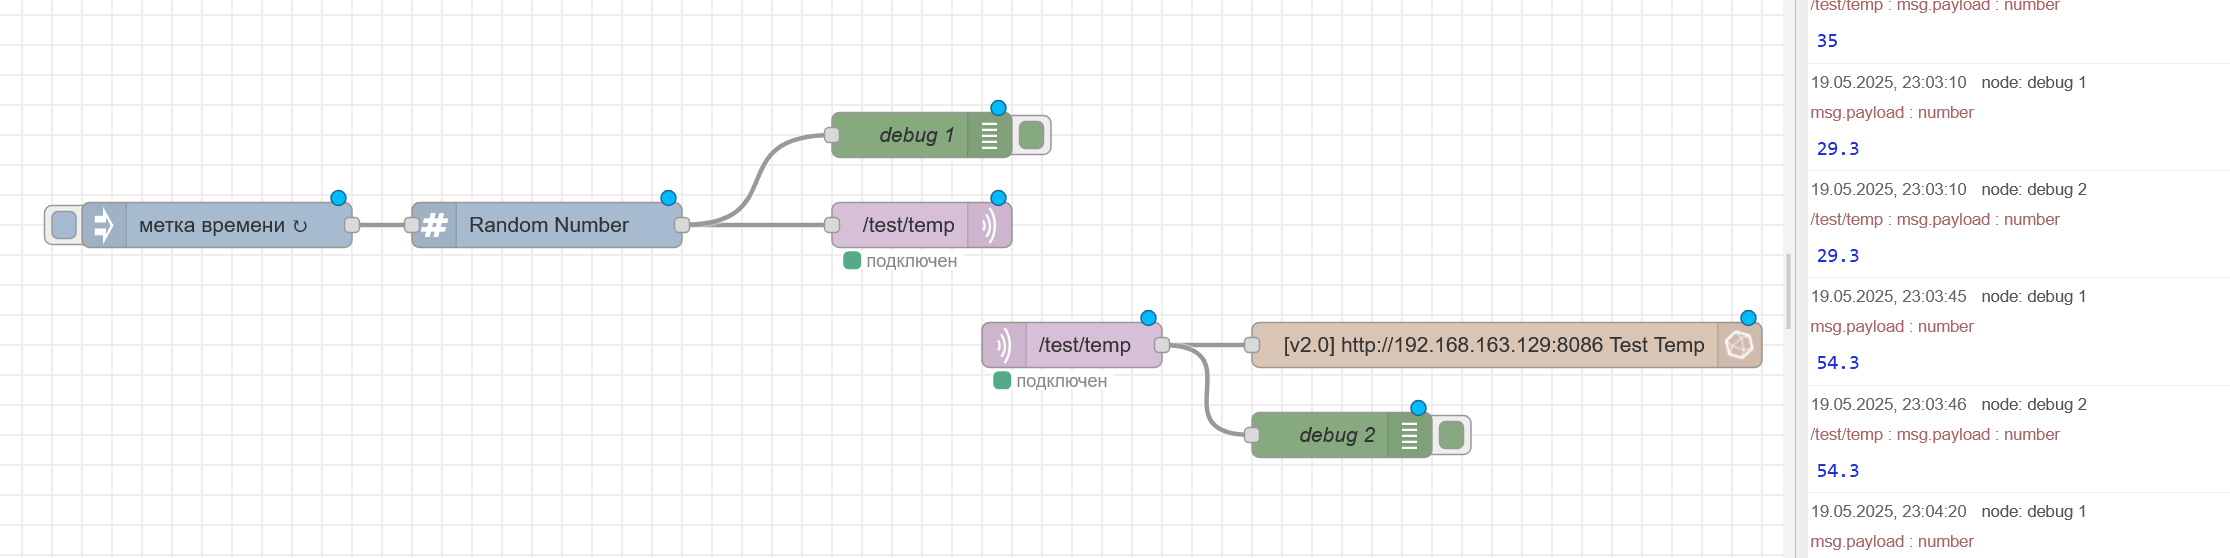 debug 1
метка времени ↻
Random Number
/test/temp
подключен
/test/temp
[v2.0] http://192.168.163.129:8086 Test Temp
подключен
debug 2
/test/temp : msg.payload : number
35
19.05.2025, 23:03:10 node: debug 1
msg.payload : number
29.3
19.05.2025, 23:03:10 node: debug 2
/test/temp : msg.payload : number
29.3
19.05.2025, 23:03:45 node: debug 1
msg.payload : number
54.3
19.05.2025, 23:03:46 node: debug 2
/test/temp : msg.payload : number
54.3
19.05.2025, 23:04:20 node: debug 1
msg.payload : number